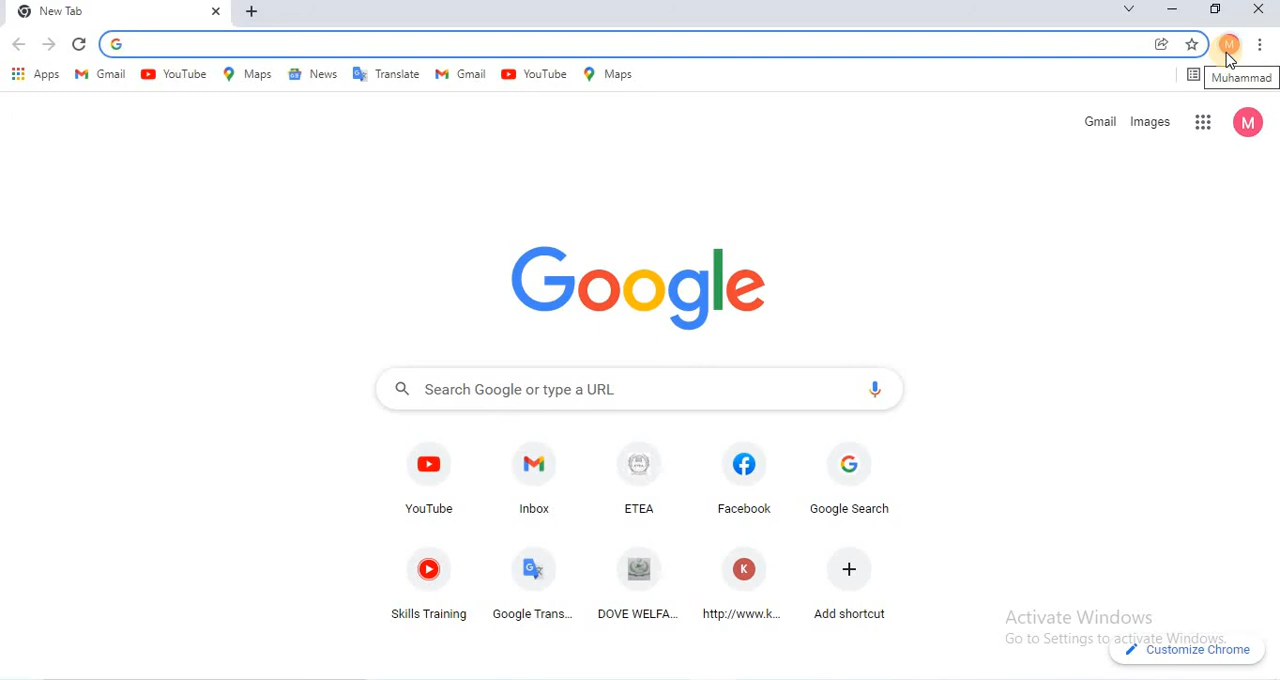 New Tab
Apps Gmail YouTube Maps News Translate Gmail YouTube Maps
M
Muhammad
Gmail Images M
Google
Search Google or type a URL
YouTube Inbox ETEA Facebook Google Search
K
Skills Training Google Trans... DOVE WELFA... http://www.k... Add shortcut
Activate Windows
Go to Settings to activate Windows.
Customize Chrome